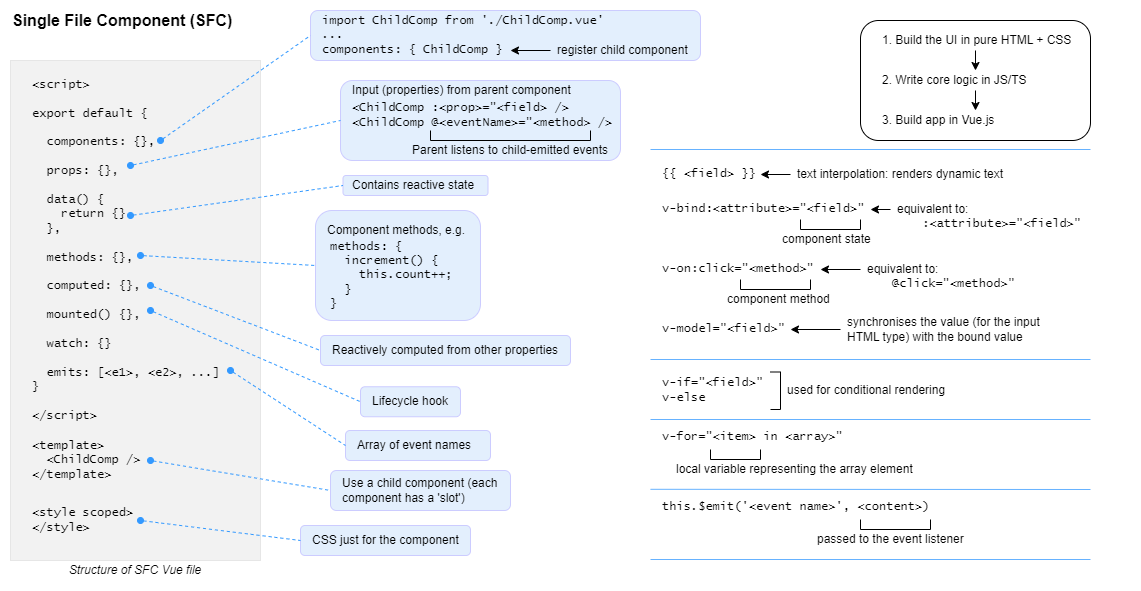 Single File Component (SFC)
<script>
export default {
components: {},
props: {},
data() {
return {}
},
methods: {},
computed: {},
mounted() {},
watch: {}
emits: [<e1>, <e2>, ...]
}
</script>
<template>
<ChildComp />
</template>
<style scoped>
</style>
Structure of SFC Vue file
import ChildComp from './ChildComp.vue'
...
components: { ChildComp } register child component
Input (properties) from parent component
<ChildComp :<prop>="<field> />
<ChildComp @<eventName>="<method> />
Parent listens to child-emitted events
Contains reactive state
Component methods, e.g.
methods: {
increment() {
this.count++;
}
}
Reactively computed from other properties
Lifecycle hook
Array of event names
Use a child component (each
component has a 'slot')
CSS just for the component
1. Build the UI in pure HTML + CSS
2. Write core logic in JS/TS
3. Build app in Vue.js
{{ <field> }} text interpolation: renders dynamic text
v-bind:<attribute>="<field>" equivalent to:
:<attribute>="<field>"
component state
v-on:click="<method>" equivalent to:
@click="<method>"
component method
v-model="<field>" synchronises the value (for the input
HTML type) with the bound value
v-if="<field>"
v-else
used for conditional rendering
v-for="<item> in <array>"
local variable representing the array element
this.$emit('<event name>', <content>)
passed to the event listener